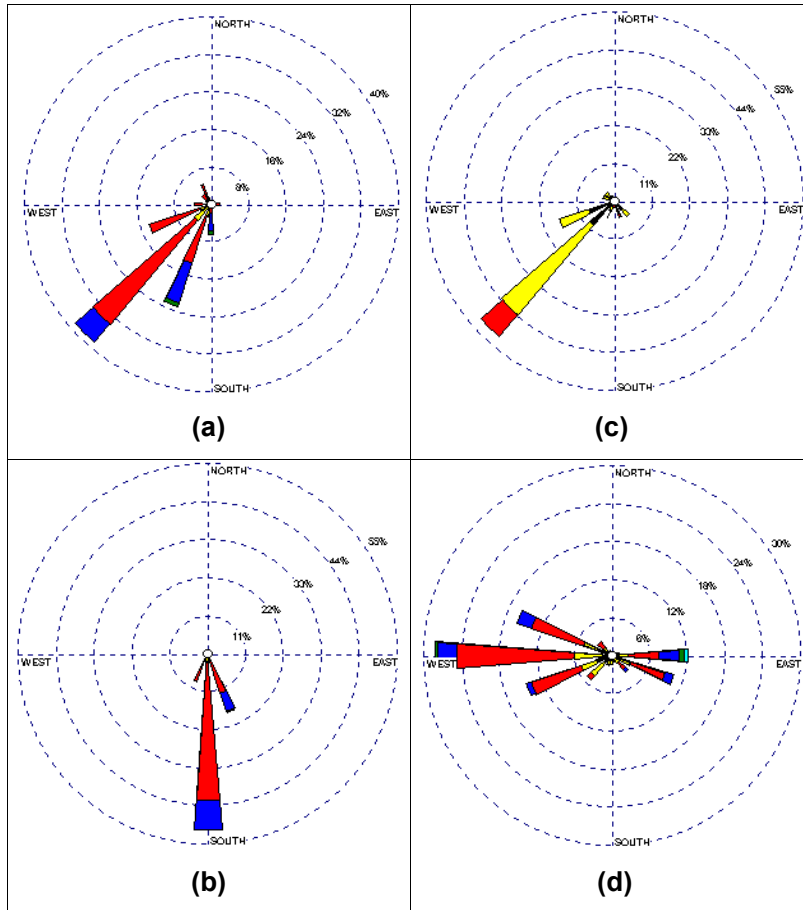 NORTH
40%
32%
24%
16%
8%
WEST
EAST
SOUTH
(a)
NORTH
55%
44%
33%
22%
11%
WEST
EAST
SOUTH
(c)
NORTH
55%
44%
33%
22%
11%
WEST
EAST
SOUTH
(b)
NORTH
30%
24%
18%
12%
6%
WEST
EAST
SOUTH
(d)